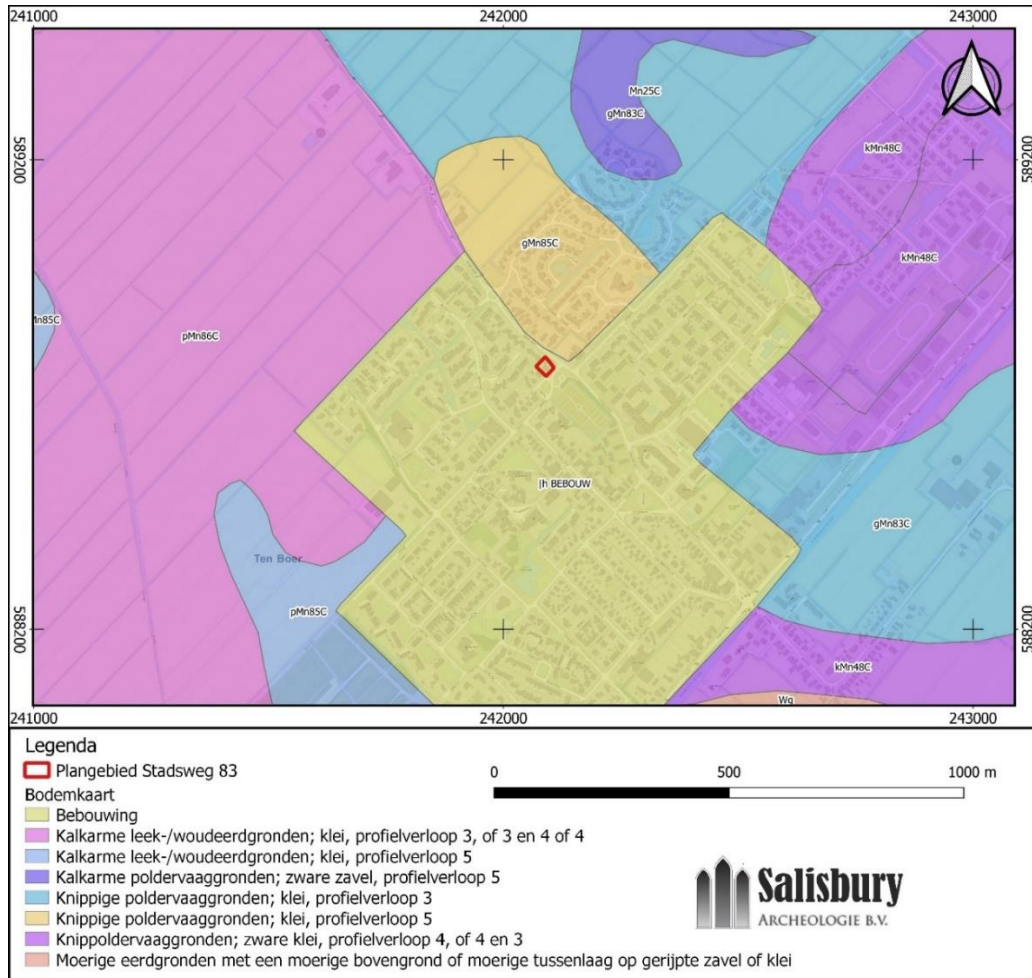 241000 242000 243000
Mn25C
gMn83C
kMn48C
589200 589200
gMn85C
kMn48C
Mn85C
pMn86C
|h BEBOUW
gMn83C
Ten Boer
pMn85C
588200 588200
kMn48C
Wg
241000 242000 243000
Legenda
Plangebied Stadsweg 83
0 500 1000 m
Bodemkaart
Bebouwing
Kalkarme leek-/woudeerdgronden; klei, profielverloop 3, of 3 en 4 of 4
Kalkarme leek-/woudeerdgronden; klei, profielverloop 5
Kalkarme poldervaaggronden; zware zavel, profielverloop 5
Knippige poldervaaggronden; klei, profielverloop 3
Knippige poldervaaggronden; klei, profielverloop 5
Knippoldervaaggronden; zware klei, profielverloop 4, of 4 en 3
Moerige eerdgronden met een moerige bovengrond of moerige tussenlaag op gerijpte zavel of klei
Salisbury
ARCHEOLOGIE B.V.